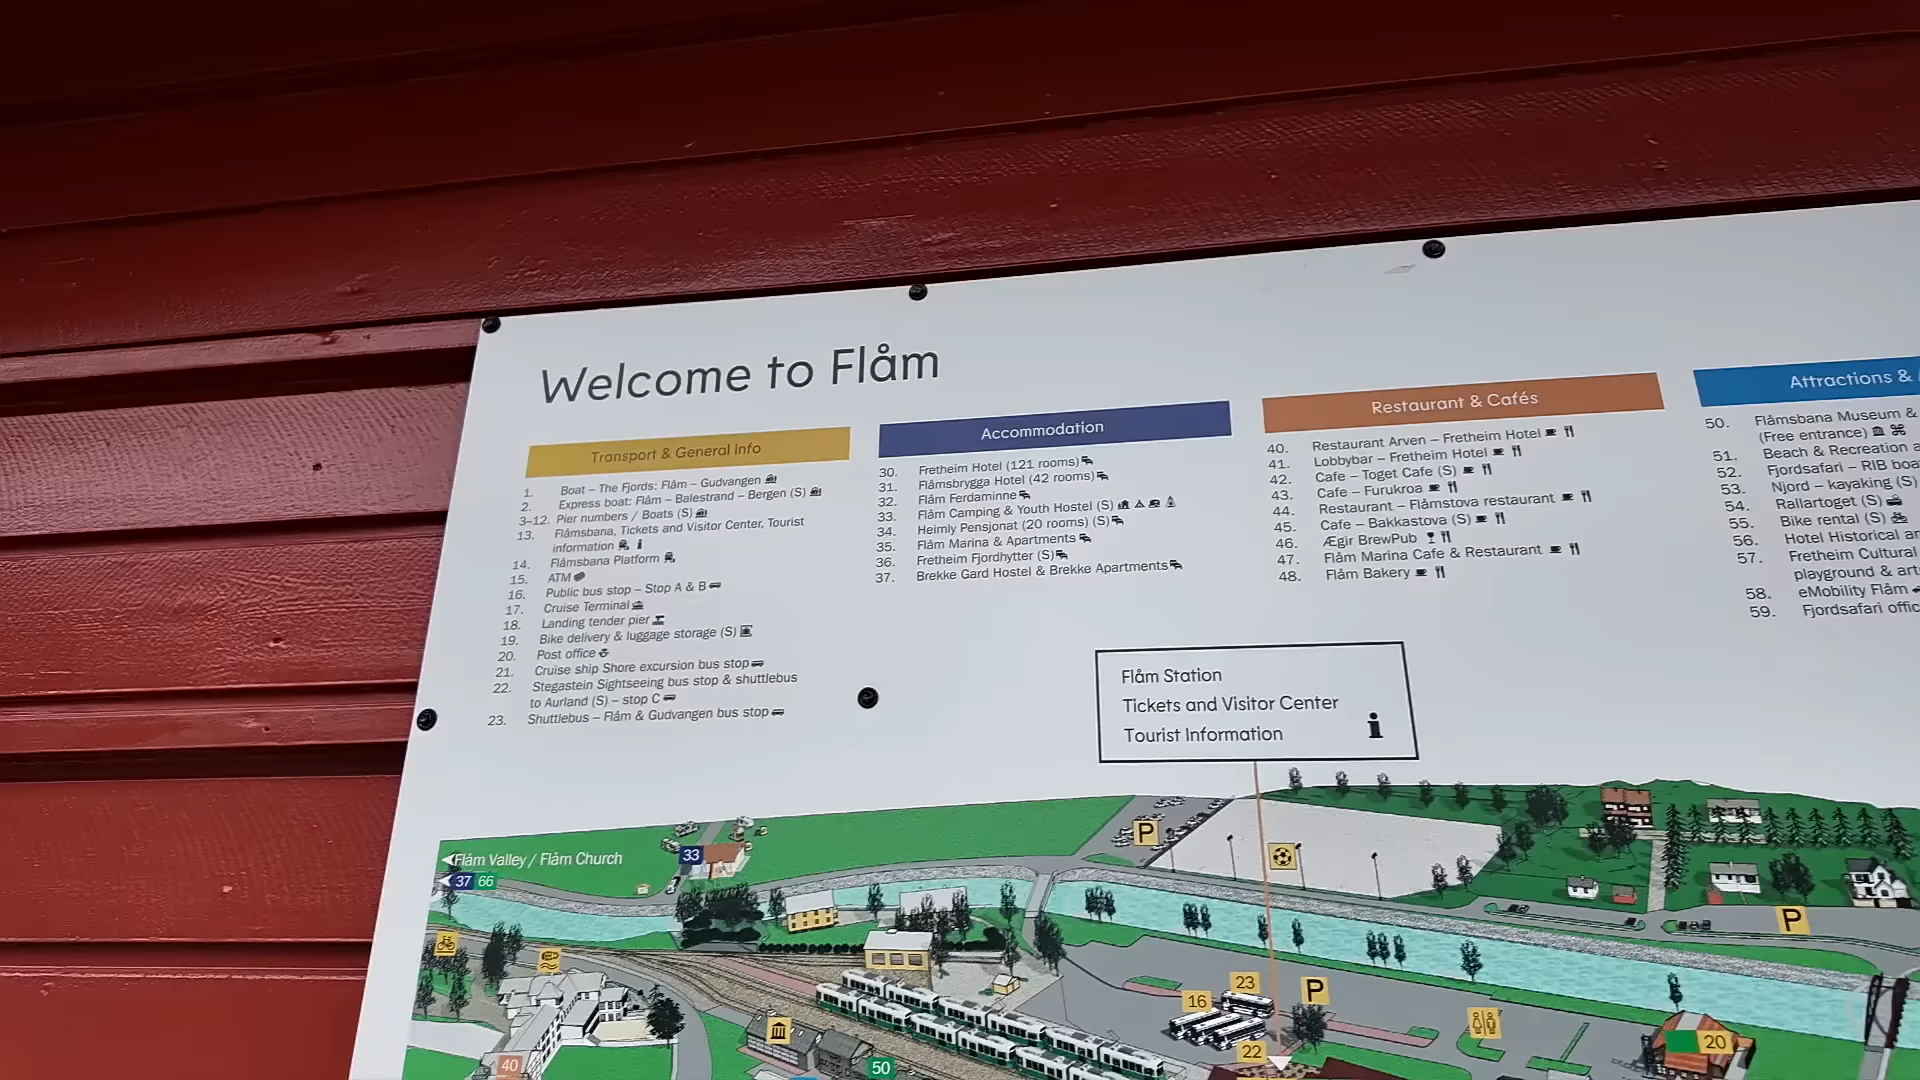 Welcome to Flåm
Transport & General Info
1. Boat – The Fjords: Flåm – Gudvangen
2. Express boat: Flåm – Balestrand – Bergen (S)
3–12. Pier numbers / Boats (S)
13. Flåmsbana, Tickets and Visitor Center, Tourist
information
14. Flåmsbana Platform
15. ATM
16. Public bus stop – Stop A & B
17. Cruise Terminal
18. Landing tender pier
19. Bike delivery & luggage storage (S)
20. Post office
21. Cruise ship Shore excursion bus stop
22. Stegastein Sightseeing bus stop & shuttlebus
to Aurland (S) – stop C
23. Shuttlebus – Flåm & Gudvangen bus stop
Accommodation
30. Fretheim Hotel (121 rooms)
31. Flåmsbrygga Hotel (42 rooms)
32. Flåm Ferdaminne
33. Flåm Camping & Youth Hostel (S)
34. Heimly Pensjonat (20 rooms) (S)
35. Flåm Marina & Apartments
36. Fretheim Fjordhytter (S)
37. Brekke Gard Hostel & Brekke Apartments
Restaurant & Cafés
40. Restaurant Arven – Fretheim Hotel
41. Lobbybar – Fretheim Hotel
42. Cafe – Toget Cafe (S)
43. Cafe – Furukroa
44. Restaurant – Flåmstova restaurant
45. Cafe – Bakkastova (S)
46. Ægir BrewPub
47. Flåm Marina Cafe & Restaurant
48. Flåm Bakery
Attractions &
50. Flåmsbana Museum &
(Free entrance)
51. Beach & Recreation
52. Fjordsafari – RIB boa
53. Njord – kayaking (S)
54. Rallartoget (S)
55. Bike rental (S)
56. Hotel Historical
57. Fretheim Cultural
playground &
58. eMobility Flåm
59. Fjordsafari offic
Flåm Station
Tickets and Visitor Center
Tourist Information
i
Flåm Valley / Flåm Church
37 66
33
P
P
23
P
16
22
20
40
50